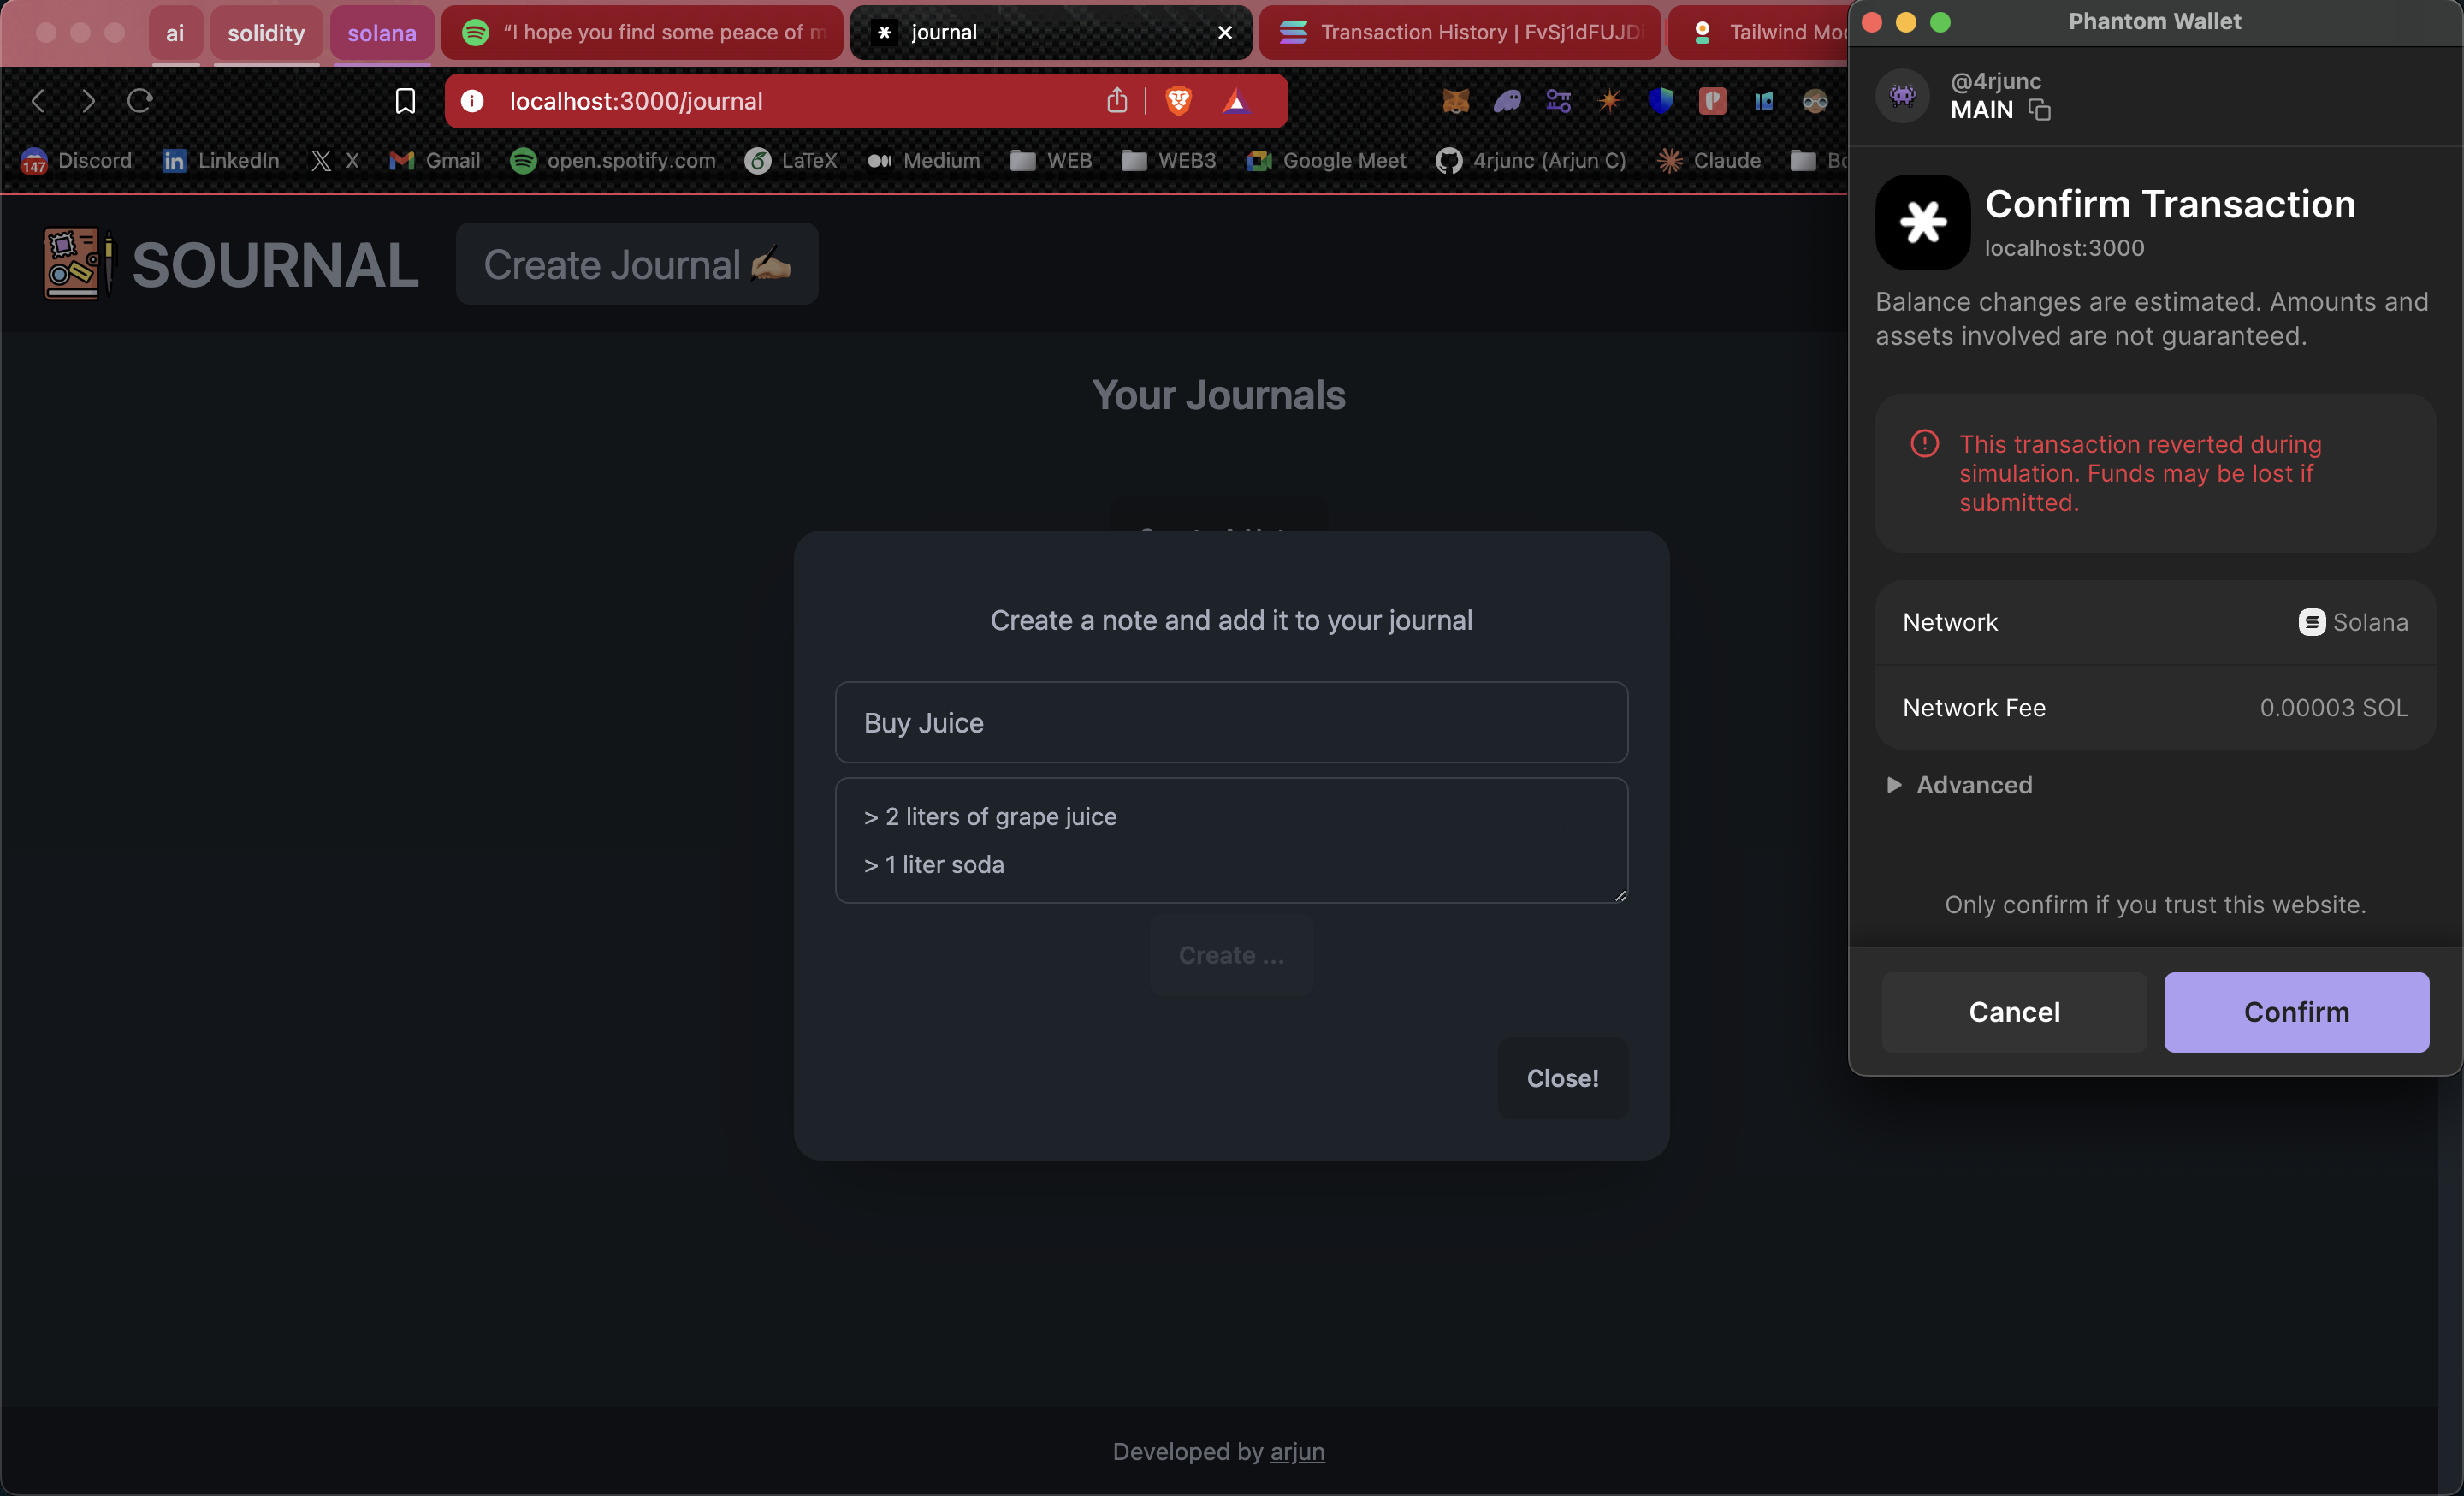 ai
solidity
solana
“I hope you find some peace of m
journal
Transaction History | FvSj1dFUJD
Tailwind Mo
localhost:3000/journal
147
Discord
LinkedIn
X
Gmail
open.spotify.com
LaTeX
Medium
WEB
WEB3
Google Meet
4rjunc (Arjun C)
Claude
SOURNAL
Create Journal ✍🏼
Your Journals
Create a note and add it to your journal
Buy Juice
> 2 liters of grape juice
> 1 liter soda
Create ...
Close!
Developed by arjun
Phantom Wallet
@4rjunc
MAIN
Confirm Transaction
localhost:3000
Balance changes are estimated. Amounts and
assets involved are not guaranteed.
This transaction reverted during
simulation. Funds may be lost if
submitted.
Network
Solana
Network Fee
0.00003 SOL
Advanced
Only confirm if you trust this website.
Cancel
Confirm